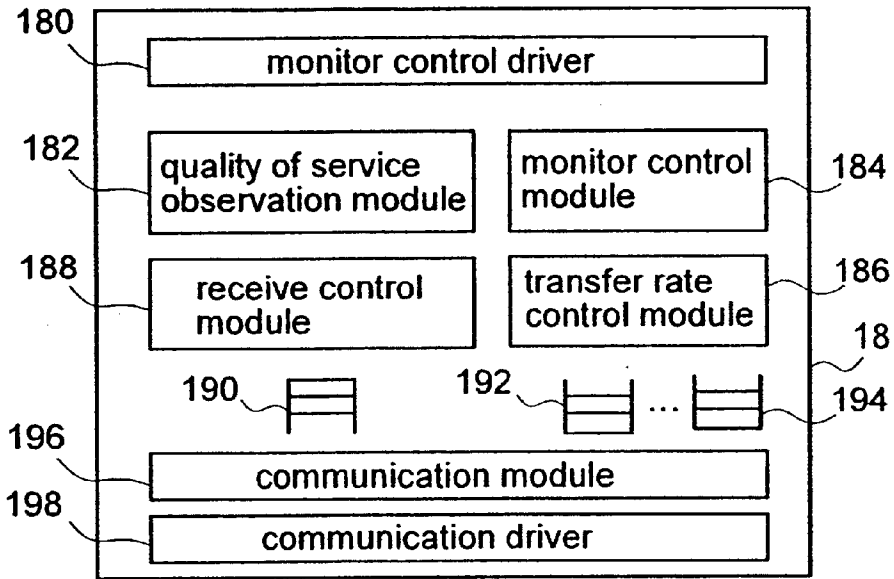 180
monitor control driver
182
quality of service
observation module
monitor control
module
184
188
receive control
module
transfer rate
control module
186
18
190
192
...
194
196
communication module
198
communication driver